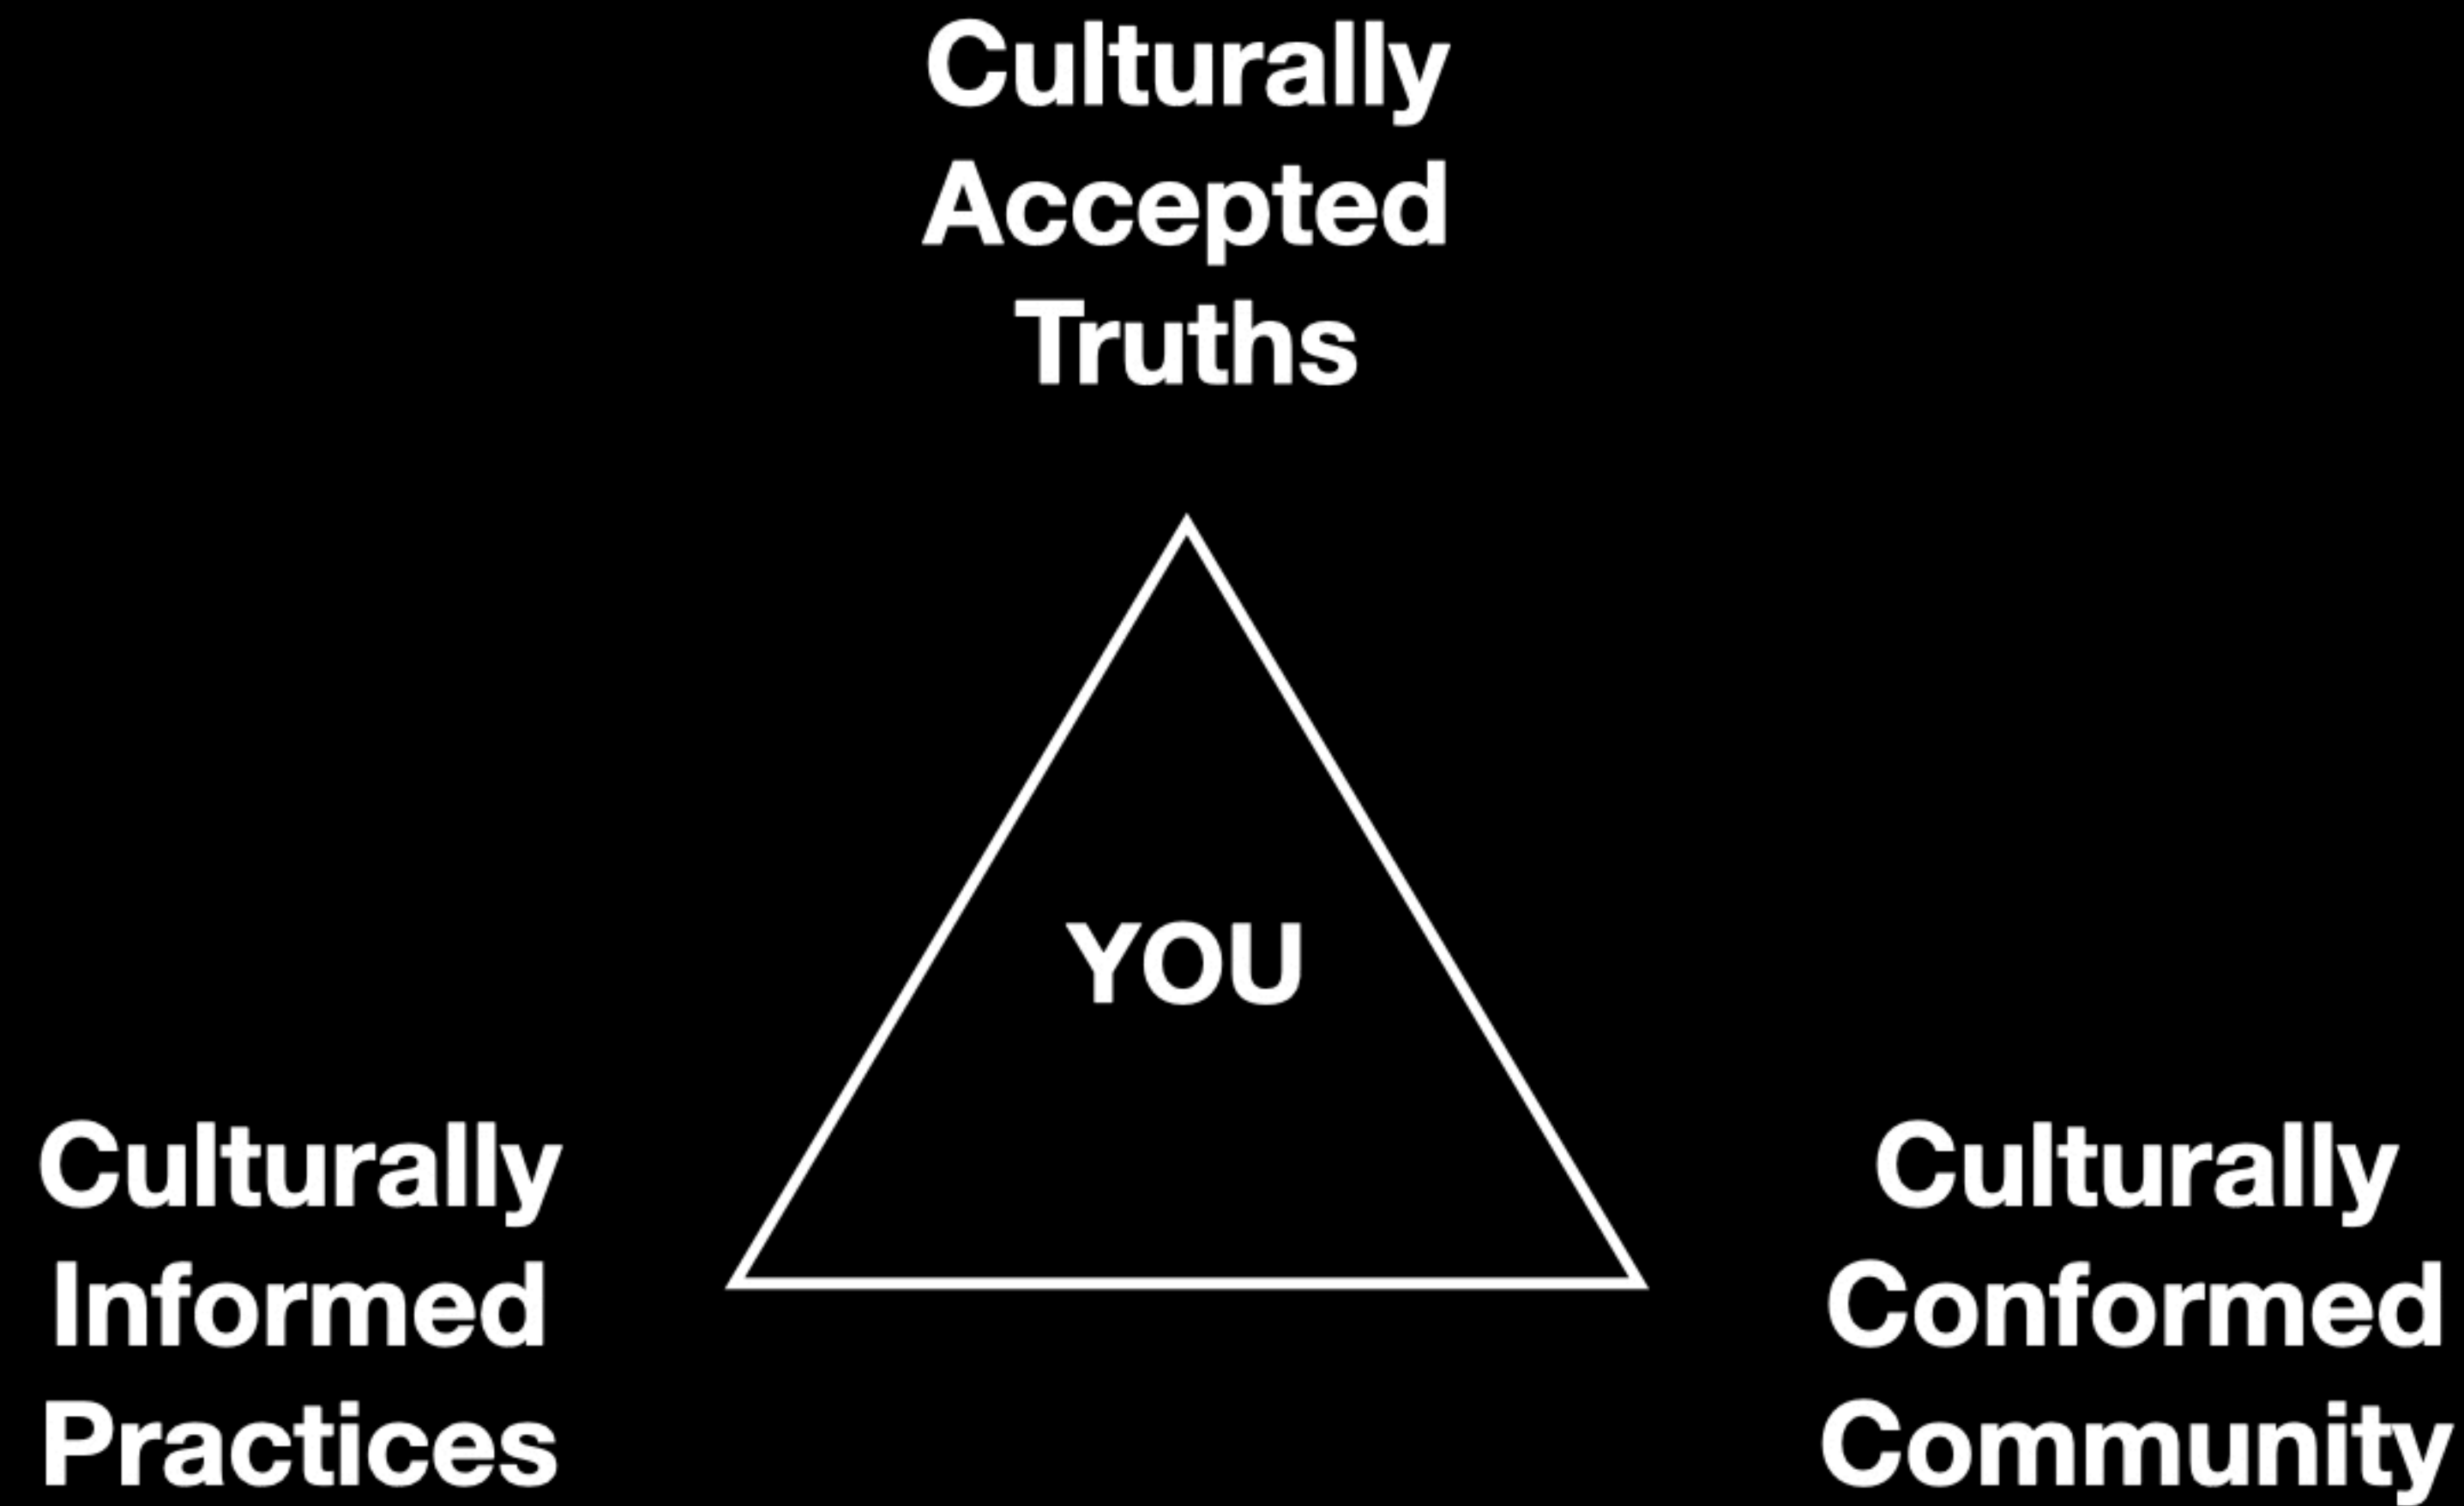 Culturally
Accepted
Truths
YOU
Culturally
Informed
Practices
Culturally
Conformed
Community